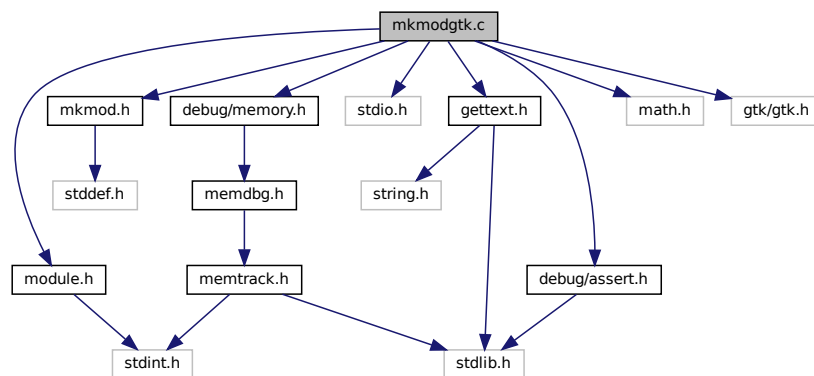 mkmodgtk.c
mkmod.h
debug/memory.h
stdio.h
gettext.h
math.h
gtk/gtk.h
stddef.h
memdbg.h
string.h
module.h
memtrack.h
debug/assert.h
stdint.h
stdlib.h